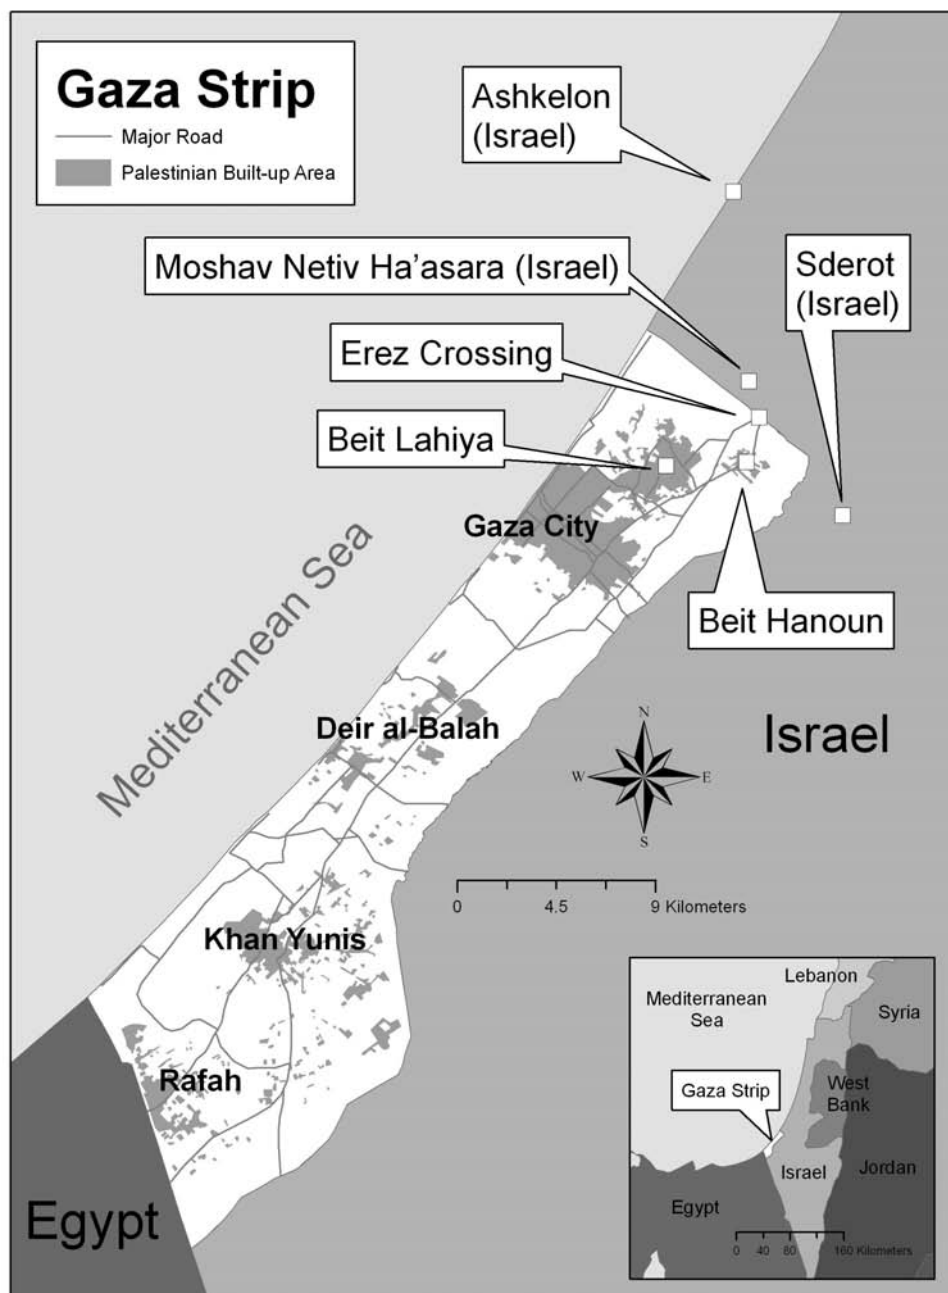 Gaza Strip
Major Road
Palestinian Built-up Area
Ashkelon
(Israel)
Moshav Netiv Ha’asara (Israel)
Sderot
(Israel)
Erez Crossing
Beit Lahiya
Gaza City
Beit Hanoun
Mediterranean Sea
Deir al-Balah
Israel
N
W
E
S
0 4.5 9 Kilometers
Khan Yunis
Rafah
Egypt
Lebanon
Mediterranean
Sea
Syria
Gaza Strip
West
Bank
Israel
Jordan
Egypt
0 40 80 160 Kilometers